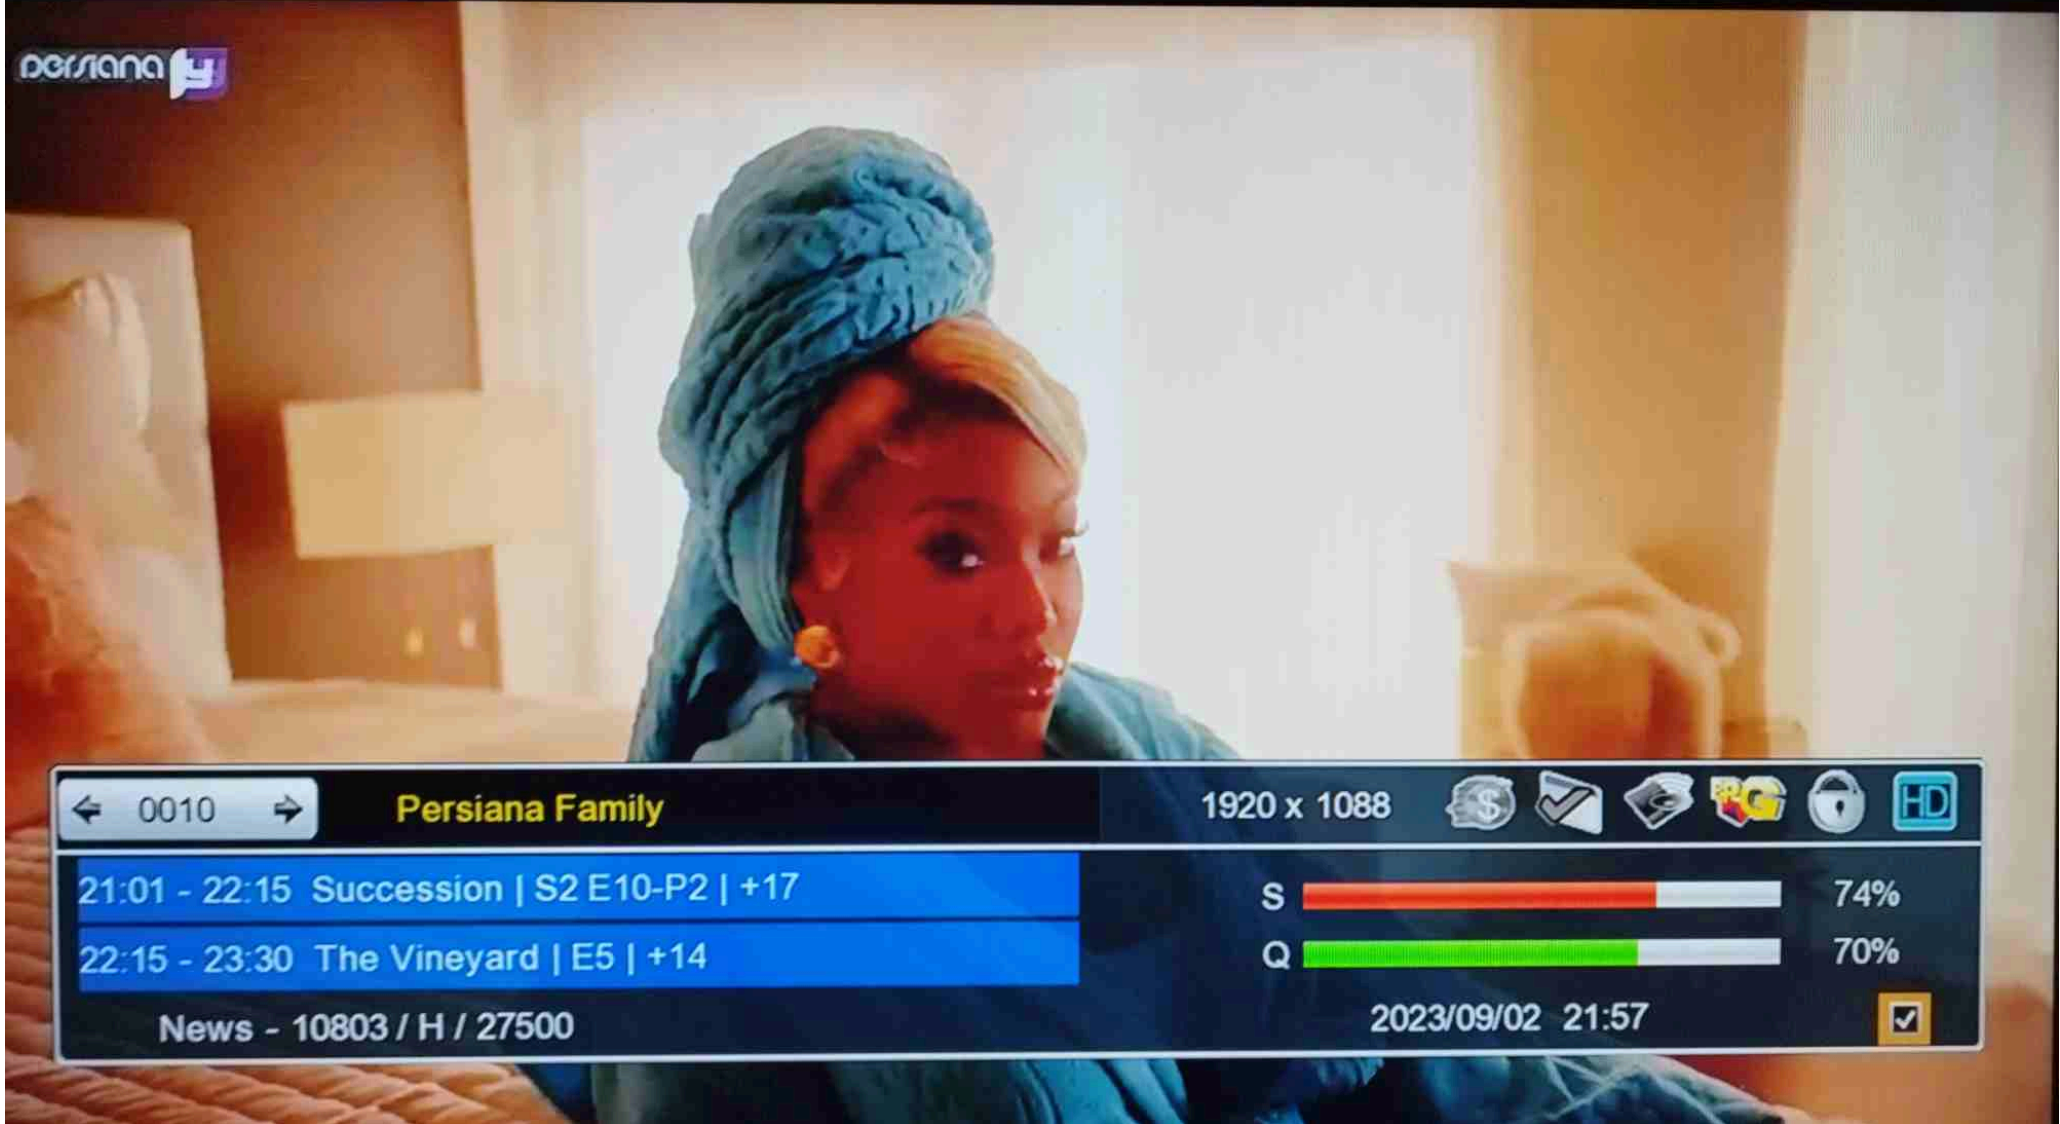 persiana
0010 Persiana Family 1920 x 1088 HD
21:01 - 22:15 Succession | S2 E10-P2 | +17
S 74%
22:15 - 23:30 The Vineyard | E5 | +14
Q 70%
News - 10803 / H / 27500
2023/09/02 21:57